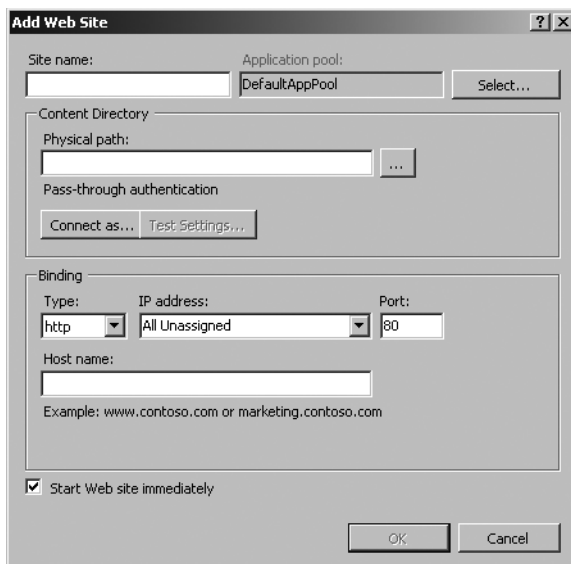 Add Web Site
Site name:
Application pool:
DefaultAppPool
Select...
Content Directory
Physical path:
...
Pass-through authentication
Connect as...
Test Settings...
Binding
Type:
IP address:
Port:
http
All Unassigned
80
Host name:
Example: www.contoso.com or marketing.contoso.com
Start Web site immediately
OK
Cancel